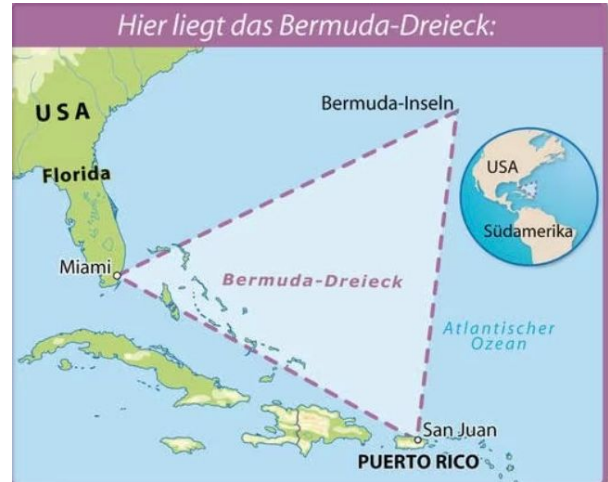 Hier liegt das Bermuda-Dreieck:
Bermuda-Inseln
USA
Florida
USA
Südamerika
Miami
Bermuda-Dreieck
Atlantischer
Ozean
San Juan
PUERTO RICO